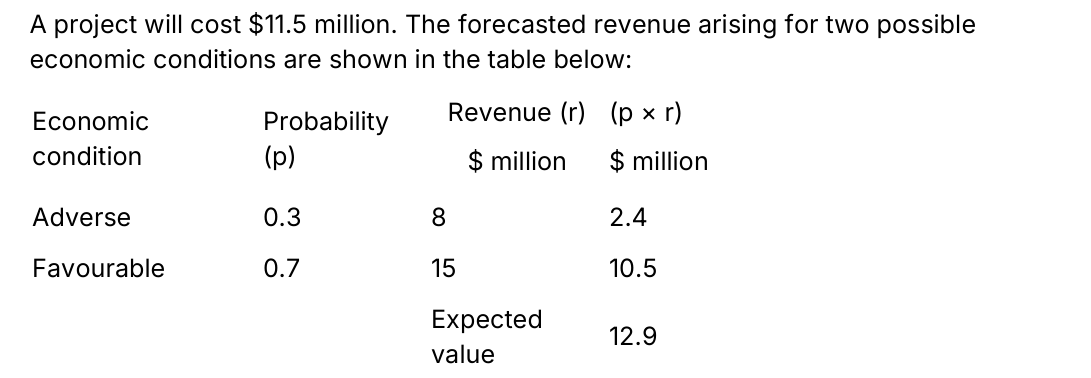 A project will cost $11.5 million. The forecasted revenue arising for two possible
economic conditions are shown in the table below:
Economic condition Probability (p) Revenue (r) $ million (p × r) $ million
Adverse 0.3 8 2.4
Favourable 0.7 15 10.5
Expected value 12.9